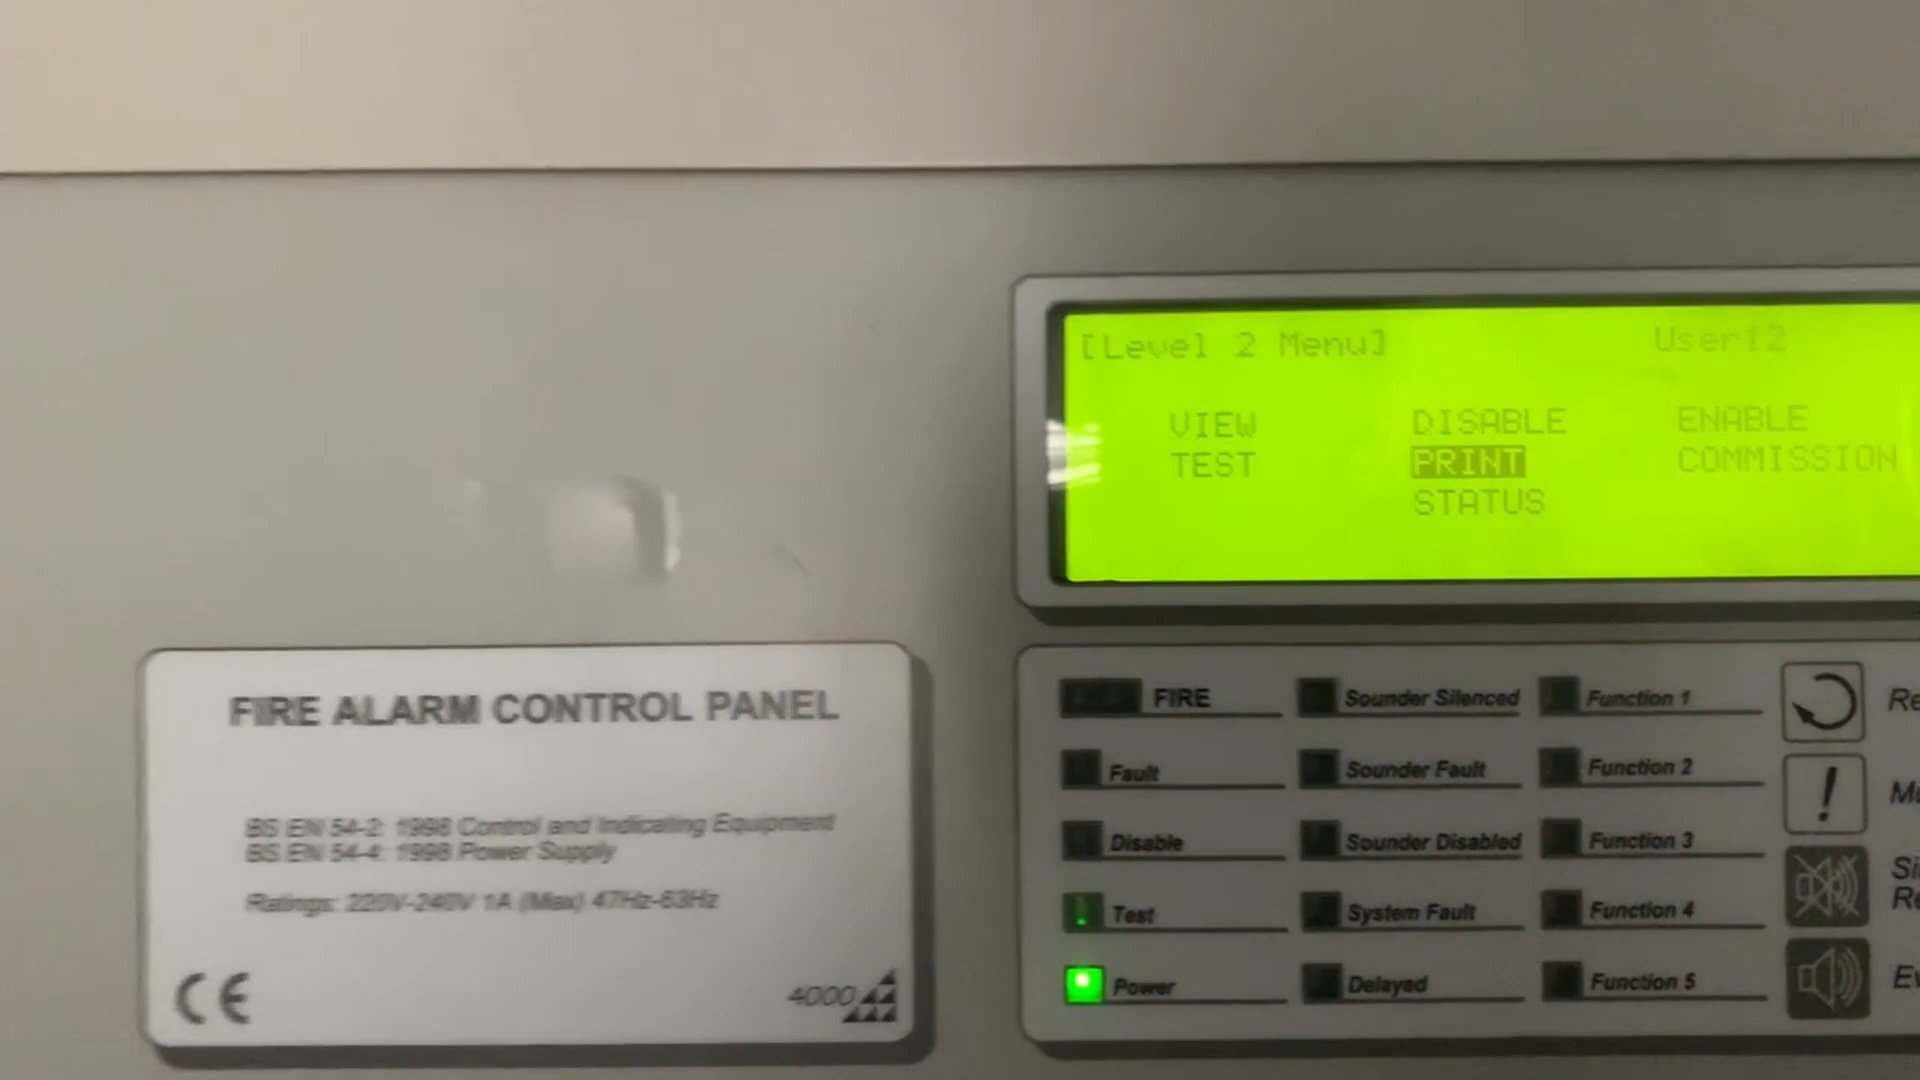 [Level 2 Menu] User12
VIEW DISABLE ENABLE
TEST PRINT COMMISSION
STATUS
FIRE ALARM CONTROL PANEL
BS EN 54-2: 1998 Control and Indicating Equipment
BS EN 54-4: 1998 Power Supply
Ratings: 220V-240V 1A (Max) 47Hz-63Hz
CE
4000
FIRE Sounder Silenced Function 1
Fault Sounder Fault Function 2
Disable Sounder Disabled Function 3
Test System Fault Function 4
Power Delayed Function 5
!